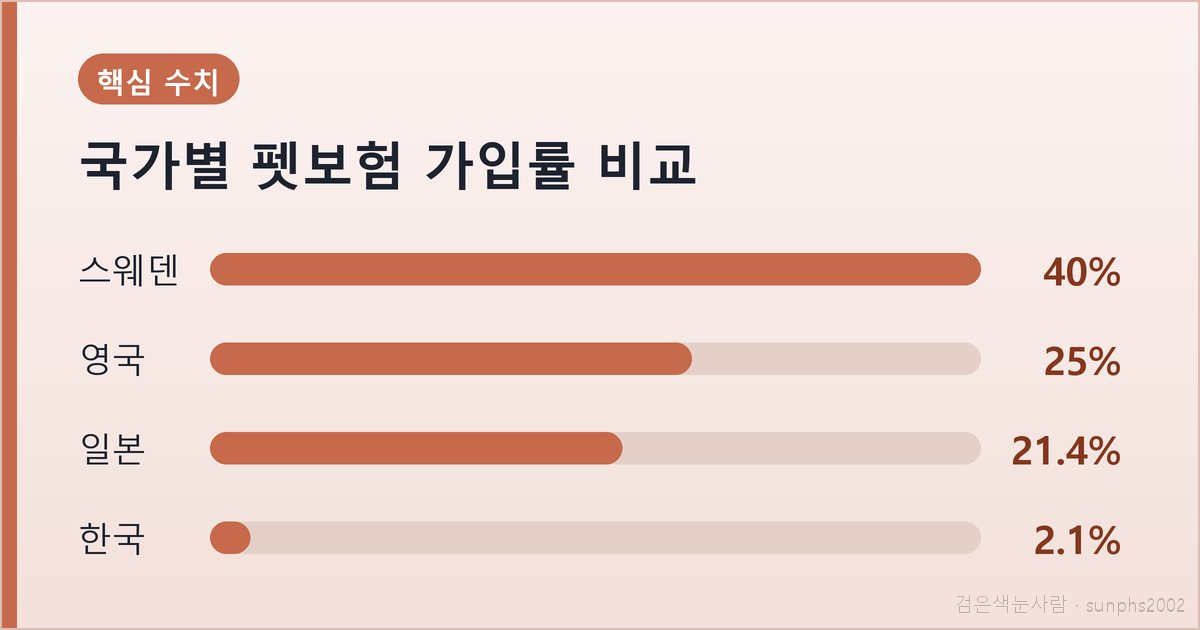 핵심 수치
국가별 펫보험 가입률 비교
스웨덴 40%
영국 25%
일본 21.4%
한국 2.1%
검은색눈사람 · sunphs2002